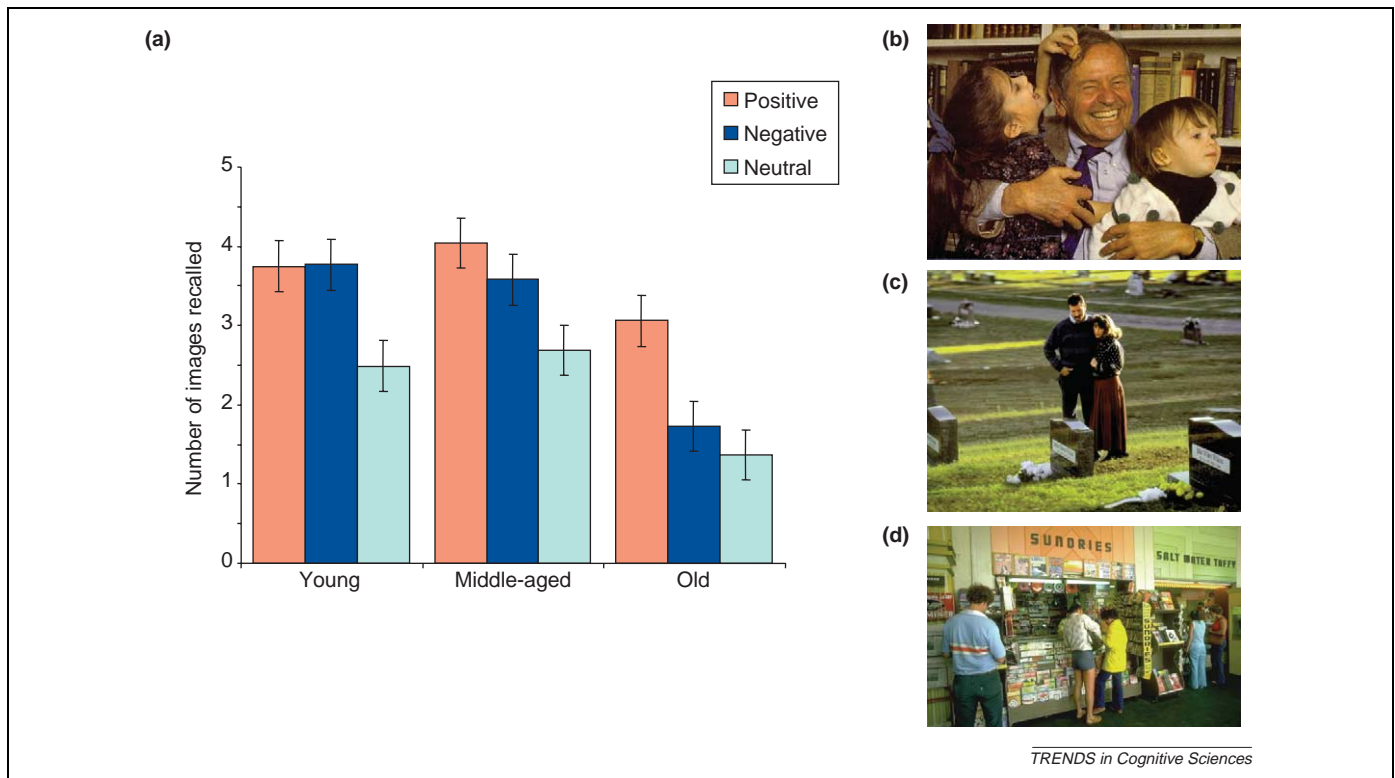 (a)
Positive
Negative
Neutral
Number of images recalled
5
4
3
2
1
0
Young
Middle-aged
Old
(b)
(c)
(d)
SUNDRIES
SALT WATER TAFFY
TRENDS in Cognitive Sciences